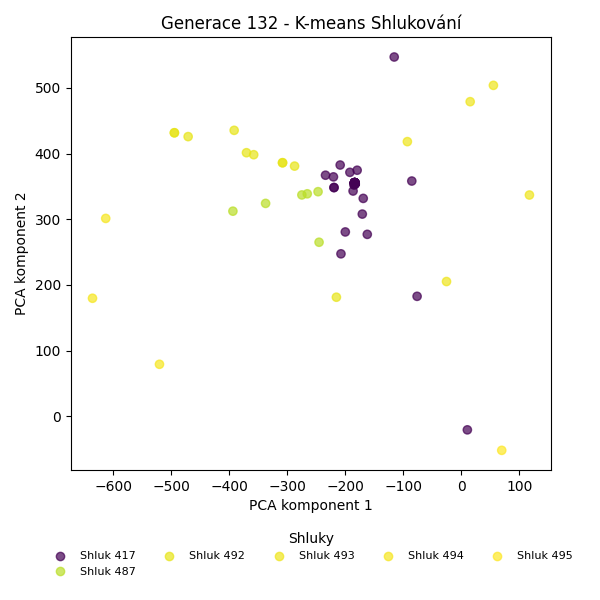 Generace 132 - K-means Shlukování
500
400
300
200
100
0
PCA komponent 2
−600 −500 −400 −300 −200 −100 0 100
PCA komponent 1
Shluky
Shluk 417 Shluk 492 Shluk 493 Shluk 494 Shluk 495
Shluk 487